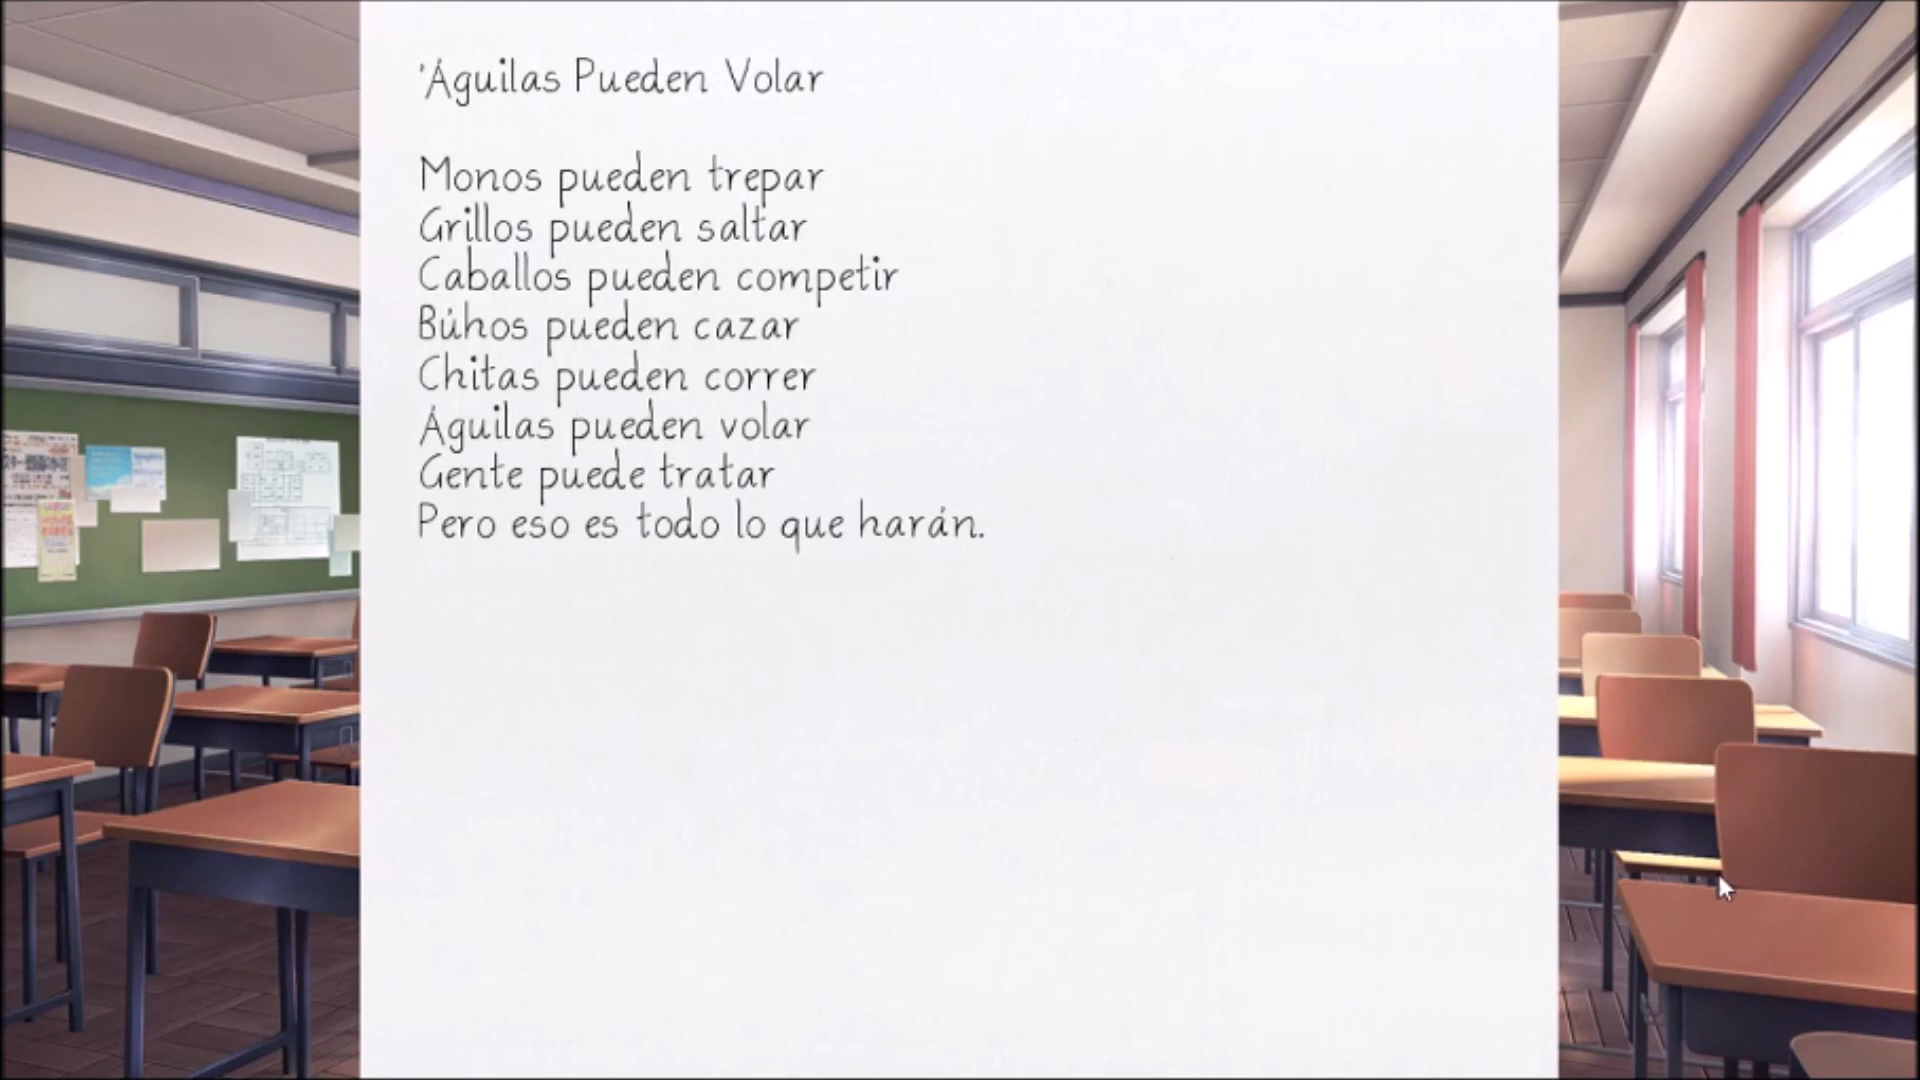 'Águilas Pueden Volar
Monos pueden trepar
Grillos pueden saltar
Caballos pueden competir
Búhos pueden cazar
Chitas pueden correr
Águilas pueden volar
Gente puede tratar
Pero eso es todo lo que harán.